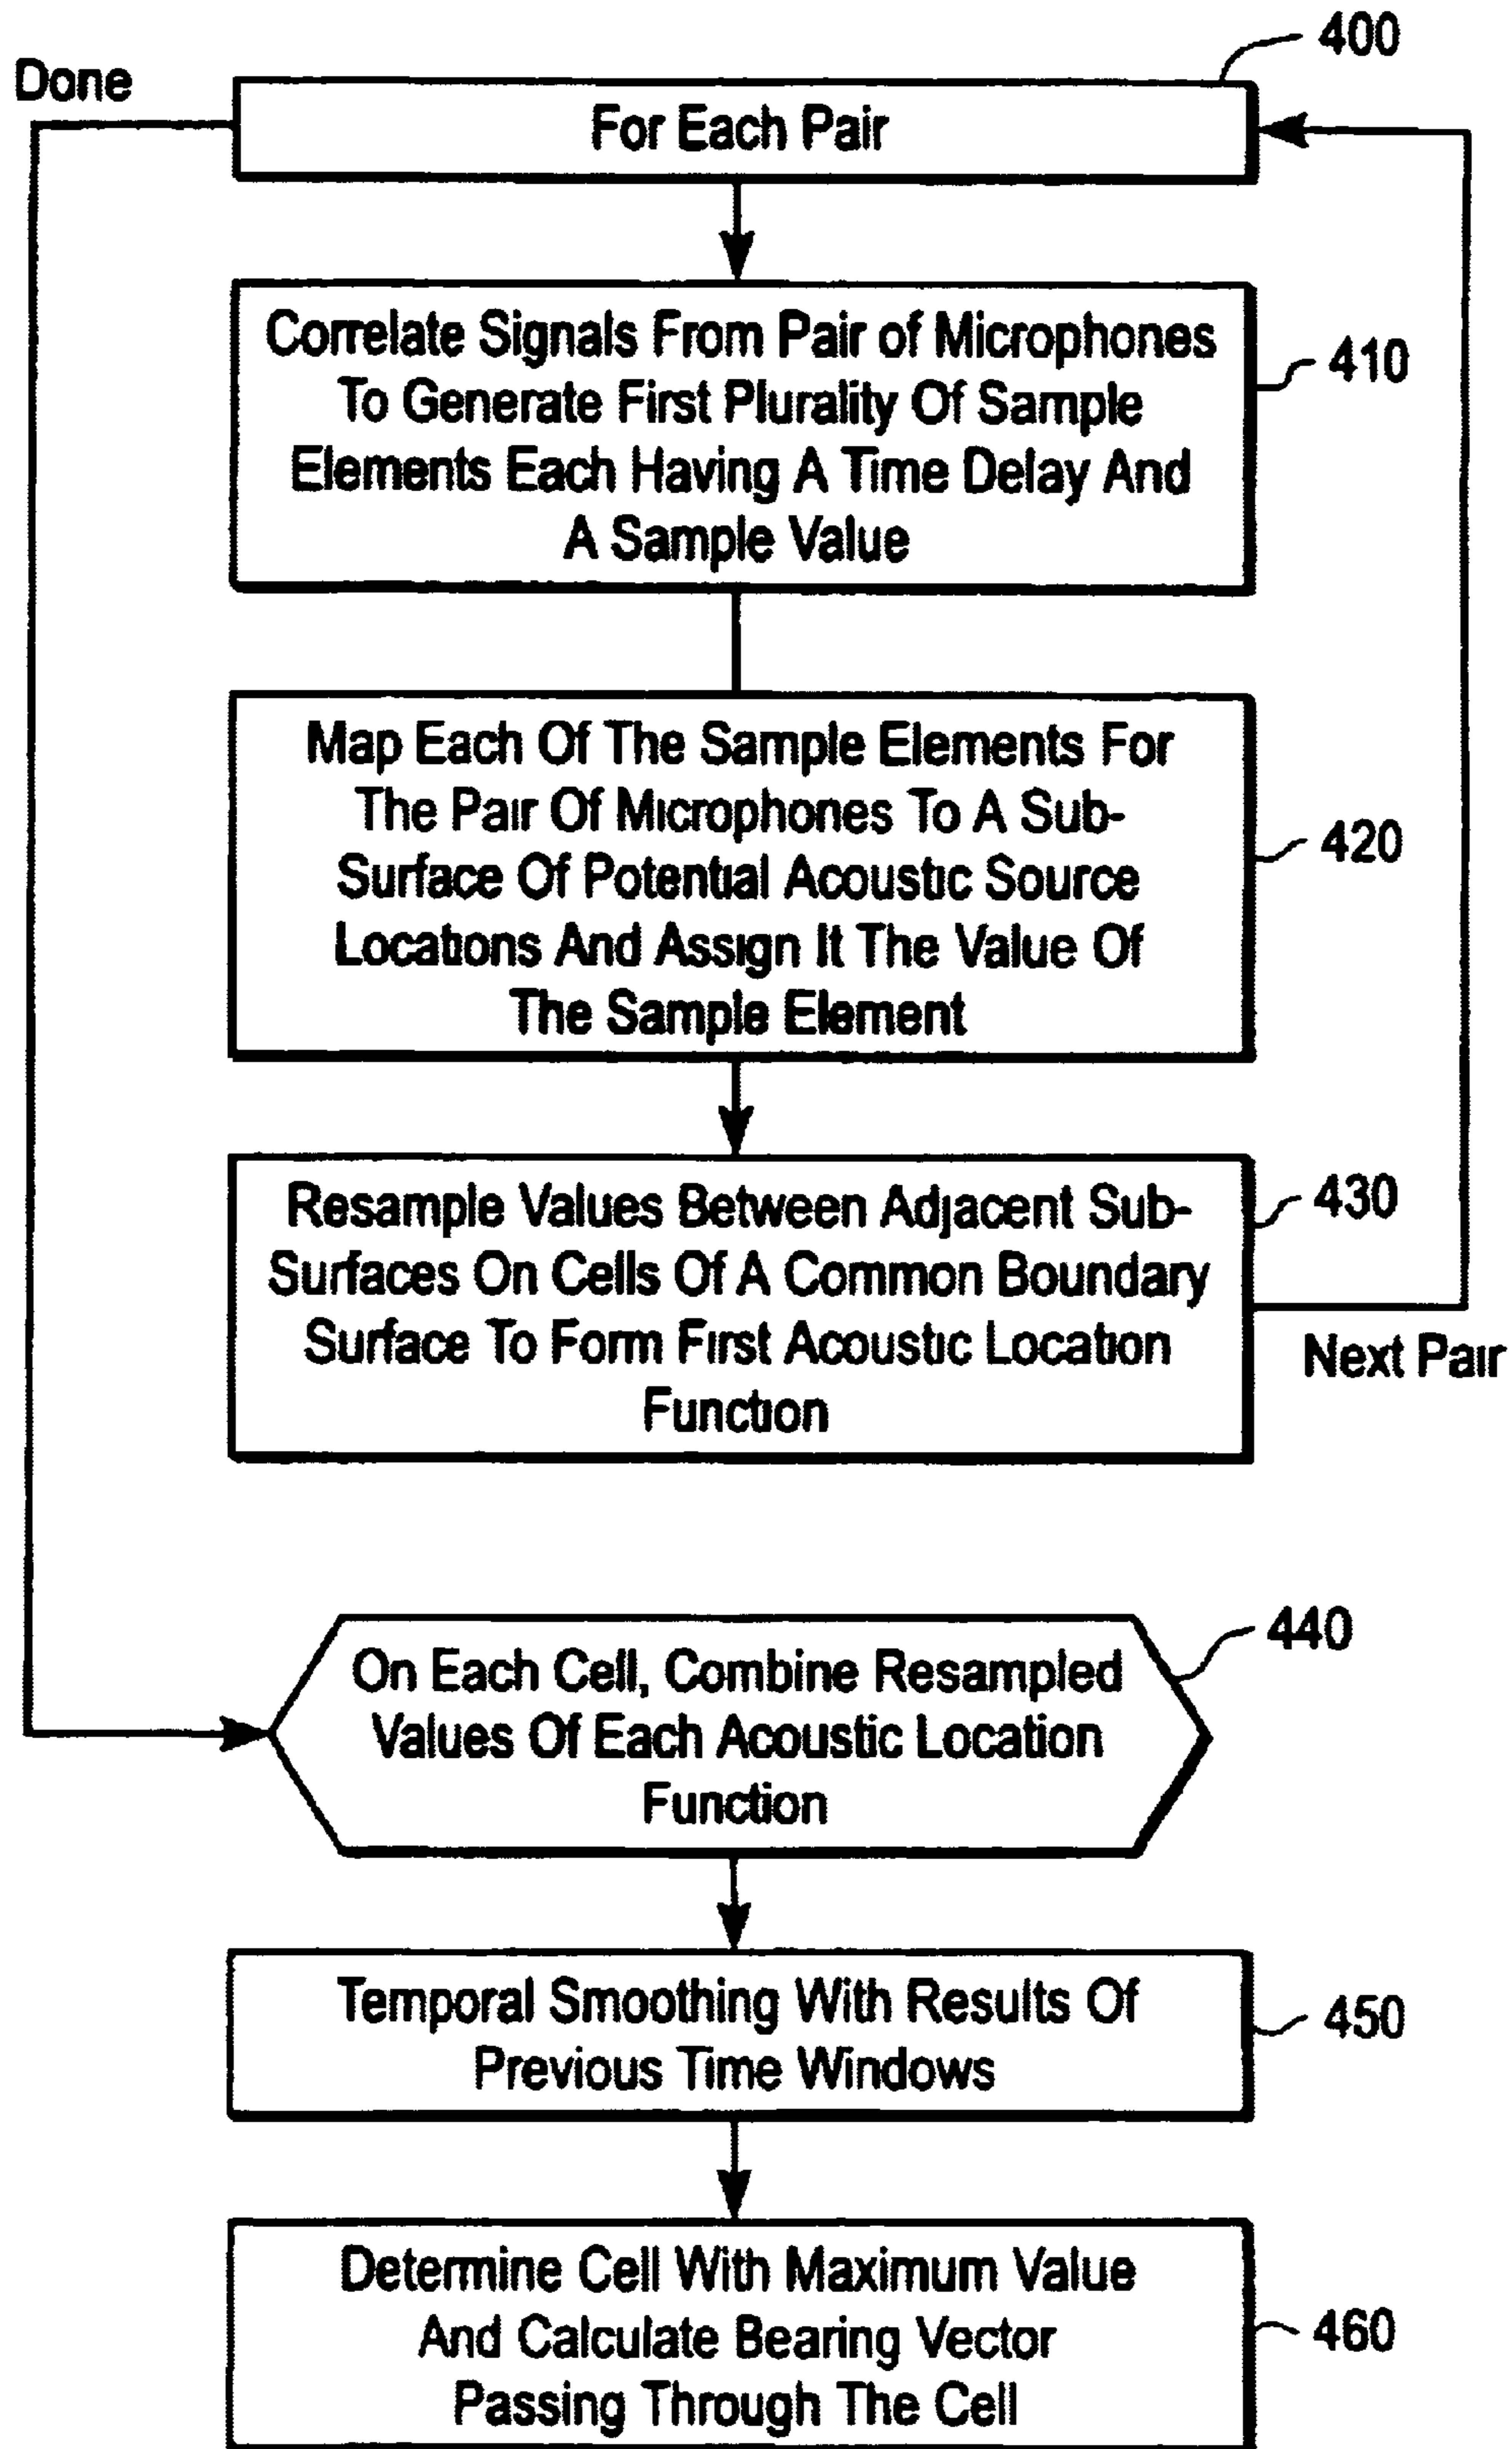 400
Done
For Each Pair
Correlate Signals From Pair of Microphones
To Generate First Plurality Of Sample
Elements Each Having A Time Delay And
A Sample Value
410
Map Each Of The Sample Elements For
The Pair Of Microphones To A Sub-
Surface Of Potential Acoustic Source
Locations And Assign It The Value Of
The Sample Element
420
Resample Values Between Adjacent Sub-
Surfaces On Cells Of A Common Boundary
Surface To Form First Acoustic Location
Function
430
Next Pair
On Each Cell, Combine Resampled
Values Of Each Acoustic Location
Function
440
Temporal Smoothing With Results Of
Previous Time Windows
450
Determine Cell With Maximum Value
And Calculate Bearing Vector
Passing Through The Cell
460